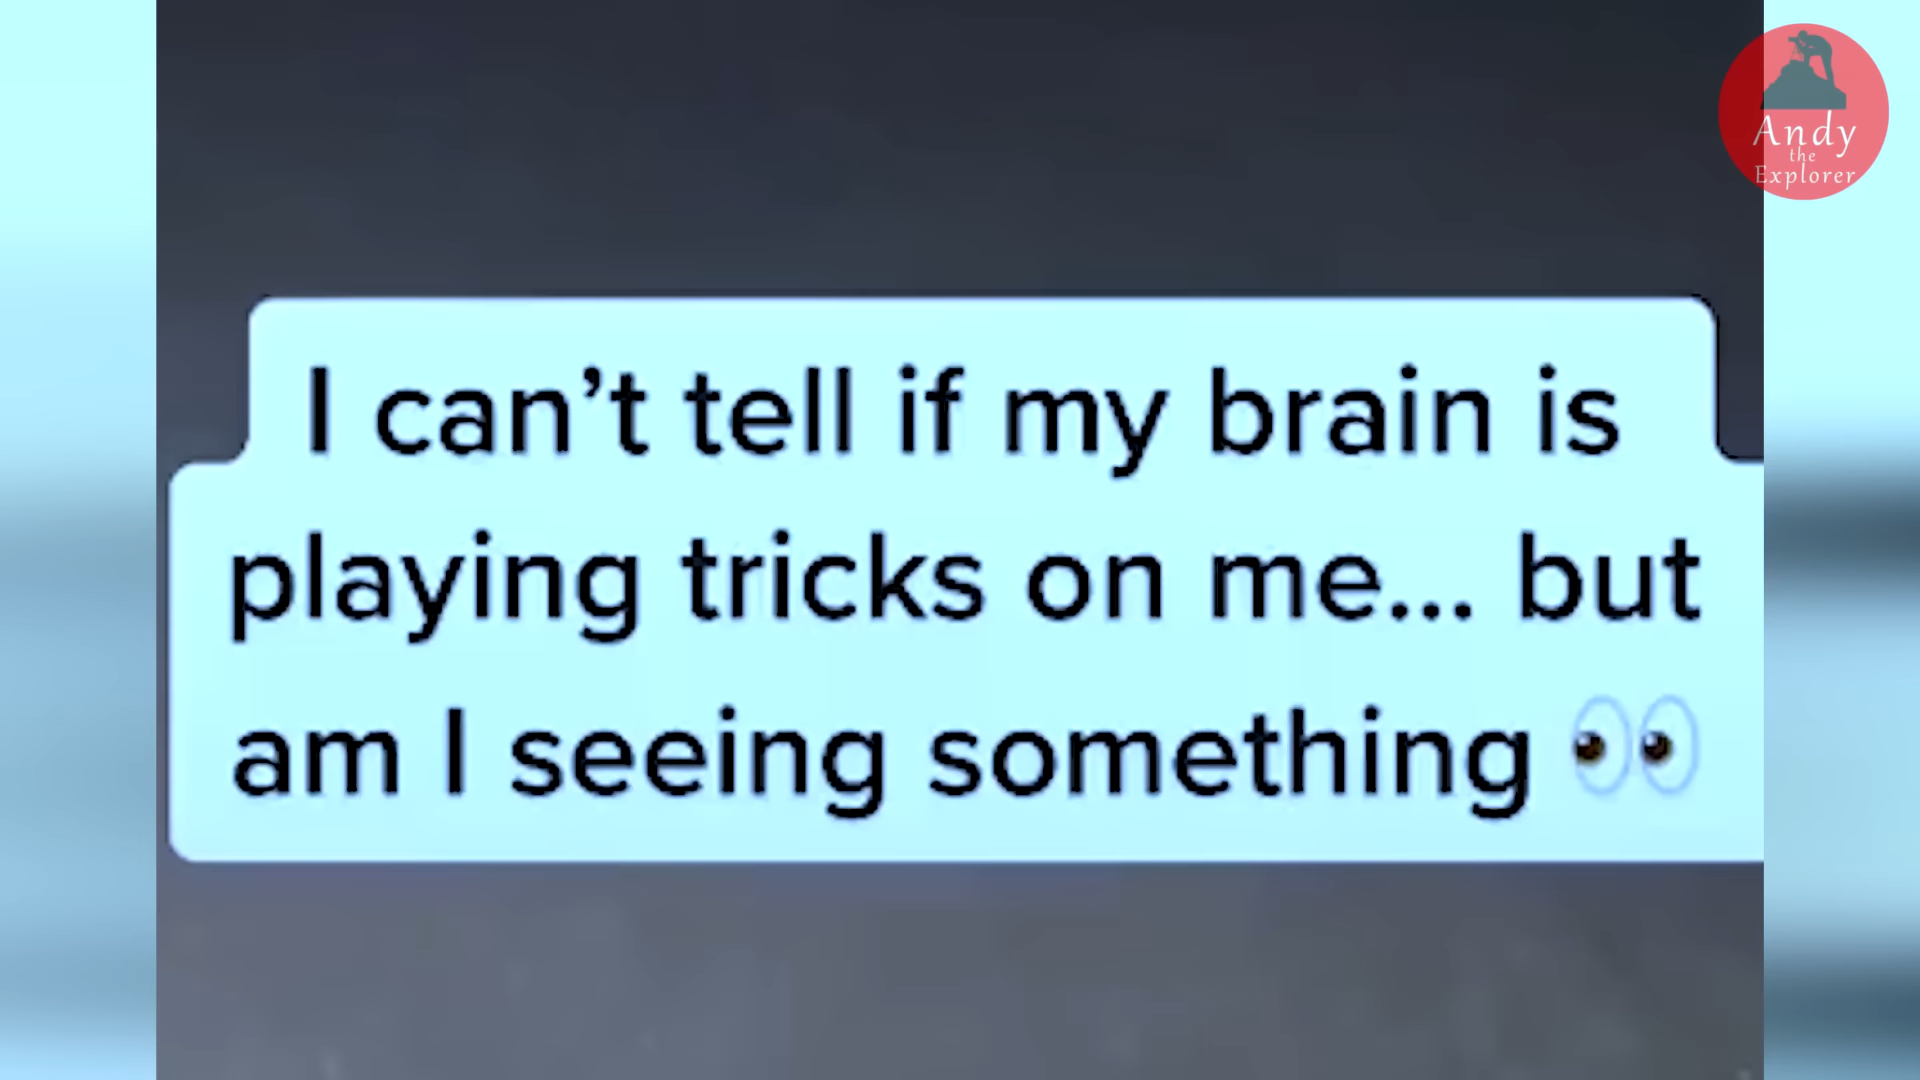 I can’t tell if my brain is
playing tricks on me... but
am I seeing something 👀
Andy
the
Explorer